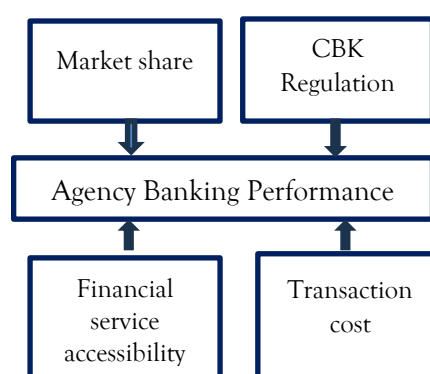 Market share
CBK
Regulation
Agency Banking Performance
Financial
service
accessibility
Transaction
cost